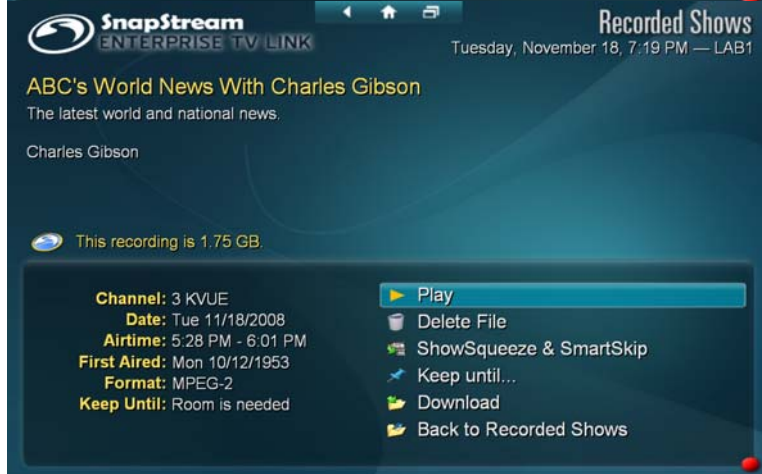 SnapStream
ENTERPRISE TV LINK
Recorded Shows
Tuesday, November 18, 7:19 PM — LAB1
ABC's World News With Charles Gibson
The latest world and national news.
Charles Gibson
This recording is 1.75 GB.
Channel: 3 KVUE
Date: Tue 11/18/2008
Airtime: 5:28 PM - 6:01 PM
First Aired: Mon 10/12/1953
Format: MPEG-2
Keep Until: Room is needed
Play
Delete File
ShowSqueeze & SmartSkip
Keep until...
Download
Back to Recorded Shows